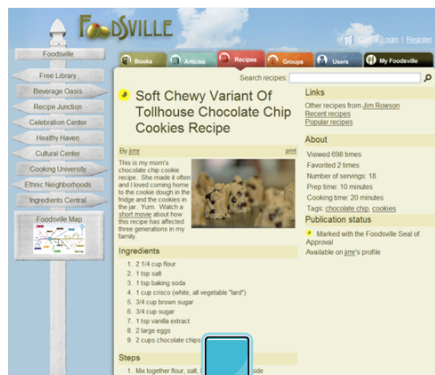 FOODSVILLE
Login | Register
Foodsville
Books
Articles
Recipes
Groups
Users
My Foodsville
Free Library
Beverage Oasis
Recipe Junction
Celebration Center
Healthy Haven
Cultural Center
Cooking University
Ethnic Neighborhoods
Ingredients Central
Foodsville Map
Search recipes:
Soft Chewy Variant Of
Tollhouse Chocolate Chip
Cookies Recipe
By jimr
print
This is my mom's
chocolate chip cookie
recipe. She made it often
and I loved coming home
to the cookie dough in the
fridge and the cookies in
the jar. Yum. Watch a
short movie about how
this recipe has affected
three generations in my
family.
Ingredients
1. 2 1/4 cup flour
2. 1 tsp salt
3. 1 tsp baking soda
4. 1 cup crisco (white, all vegetable "lard")
5. 3/4 cup brown sugar
6. 3/4 cup sugar
7. 1 tsp vanilla extract
8. 2 large eggs
9. 2 cups chocolate chips
Steps
1. Mix together flour, salt,
Links
Other recipes from Jim Rowson
Recent recipes
Popular recipes
About
Viewed 698 times
Favorited 2 times
Number of servings: 18
Prep time: 10 minutes
Cooking time: 20 minutes
Tags: chocolate chip, cookies
Publication status
Marked with the Foodsville Seal of
Approval
Available on jimr's profile